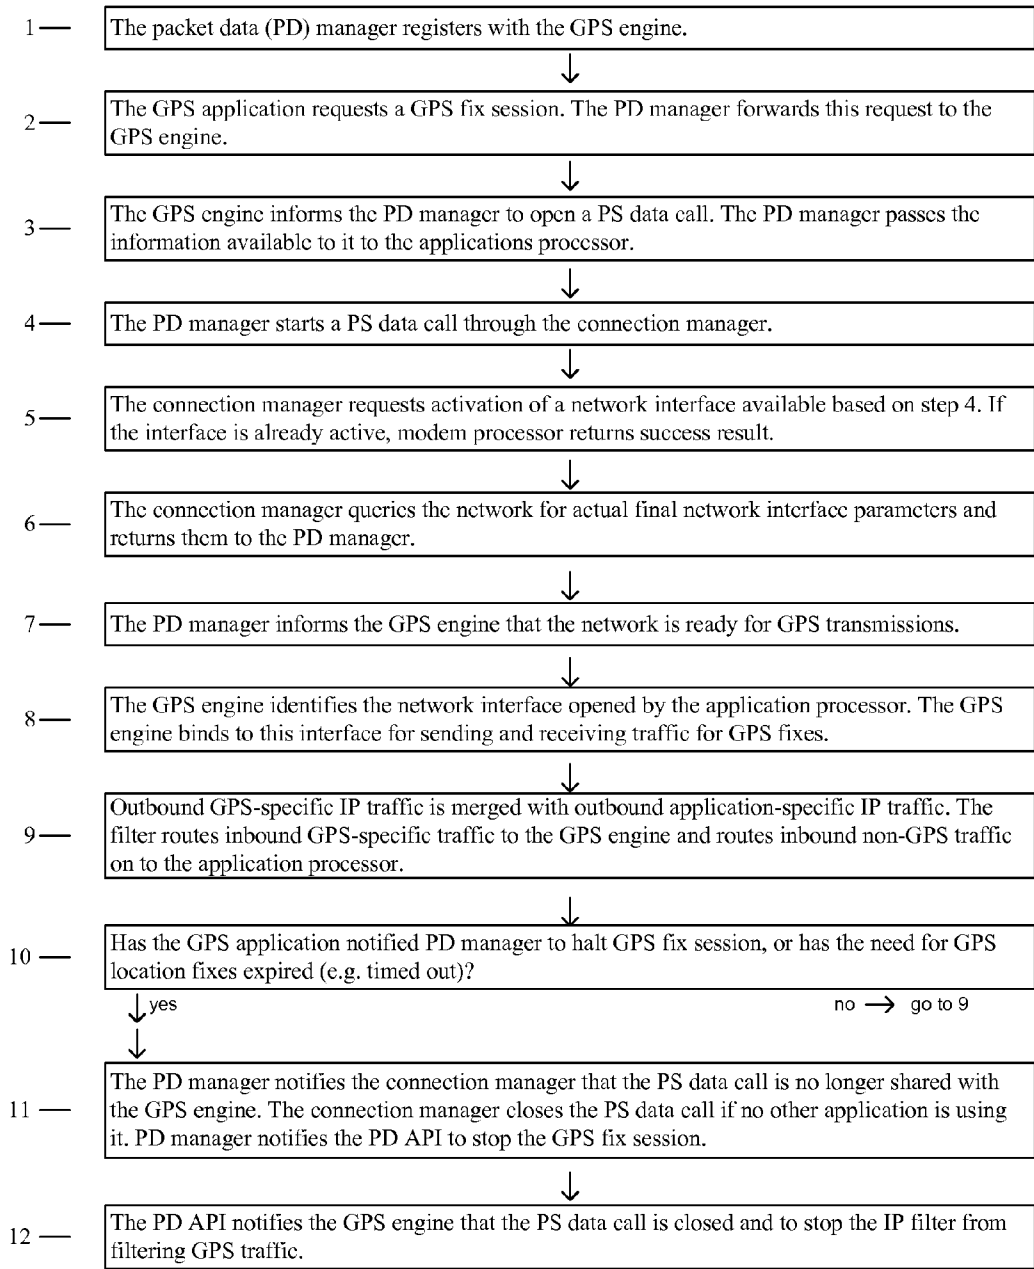 1 The packet data (PD) manager registers with the GPS engine.
2 The GPS application requests a GPS fix session. The PD manager forwards this request to the
GPS engine.
3 The GPS engine informs the PD manager to open a PS data call. The PD manager passes the
information available to it to the applications processor.
4 The PD manager starts a PS data call through the connection manager.
5 The connection manager requests activation of a network interface available based on step 4. If
the interface is already active, modem processor returns success result.
6 The connection manager queries the network for actual final network interface parameters and
returns them to the PD manager.
7 The PD manager informs the GPS engine that the network is ready for GPS transmissions.
8 The GPS engine identifies the network interface opened by the application processor. The GPS
engine binds to this interface for sending and receiving traffic for GPS fixes.
9 Outbound GPS-specific IP traffic is merged with outbound application-specific IP traffic. The
filter routes inbound GPS-specific traffic to the GPS engine and routes inbound non-GPS traffic
on to the application processor.
10 Has the GPS application notified PD manager to halt GPS fix session, or has the need for GPS
location fixes expired (e.g. timed out)?
yes no → go to 9
11 The PD manager notifies the connection manager that the PS data call is no longer shared with
the GPS engine. The connection manager closes the PS data call if no other application is using
it. PD manager notifies the PD API to stop the GPS fix session.
12 The PD API notifies the GPS engine that the PS data call is closed and to stop the IP filter from
filtering GPS traffic.